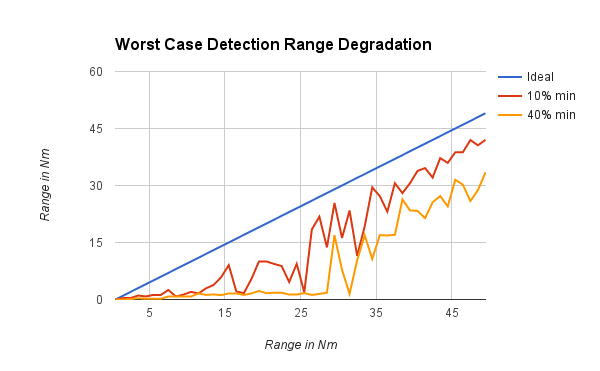 Worst Case Detection Range Degradation
60
45
30
15
0
Range in Nm
5
15
25
35
45
Range in Nm
Ideal
10% min
40% min